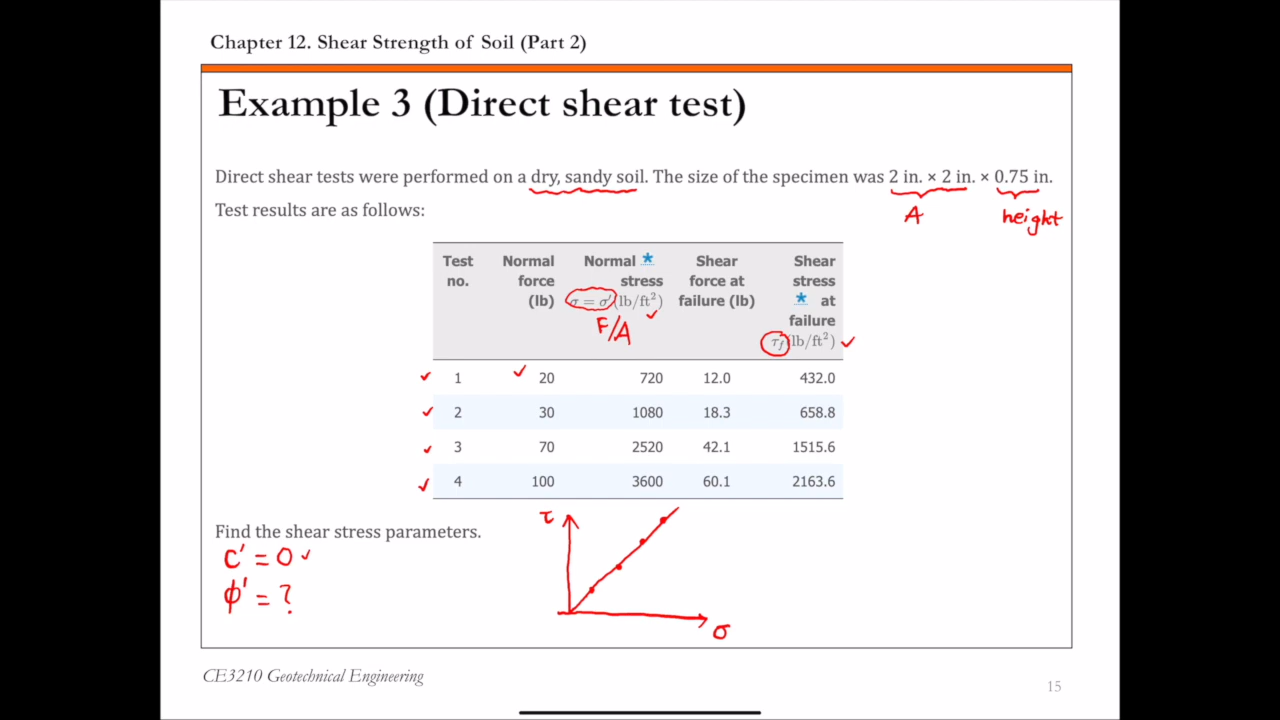 Chapter 12. Shear Strength of Soil (Part 2)
Example 3 (Direct shear test)
Direct shear tests were performed on a dry, sandy soil. The size of the specimen was 2 in. × 2 in. × 0.75 in.
A height
Test results are as follows:
Test no. Normal force (lb) Normal * stress σ = σ′(lb/ft²) Shear force at failure (lb) Shear stress * at failure τf(lb/ft²) ✓
F/A ✓
✓ 1 ✓ 20 720 12.0 432.0
✓ 2 30 1080 18.3 658.8
✓ 3 70 2520 42.1 1515.6
✓ 4 100 3600 60.1 2163.6
Find the shear stress parameters.
c' = 0 ✓
ϕ' = ?
τ
σ
CE3210 Geotechnical Engineering
15